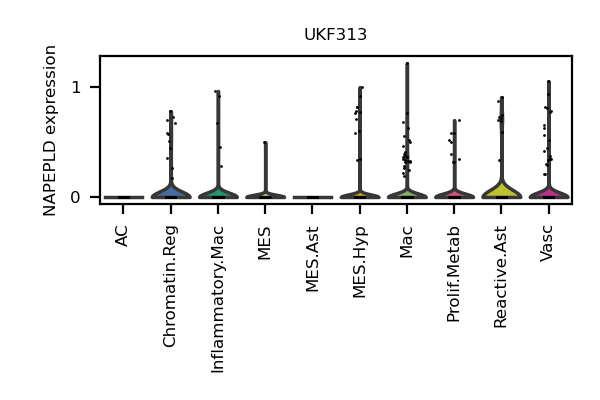 UKF313
NAPEPLD expression
1
0
AC
Chromatin.Reg
Inflammatory.Mac
MES
MES.Ast
MES.Hyp
Mac
Prolif.Metab
Reactive.Ast
Vasc